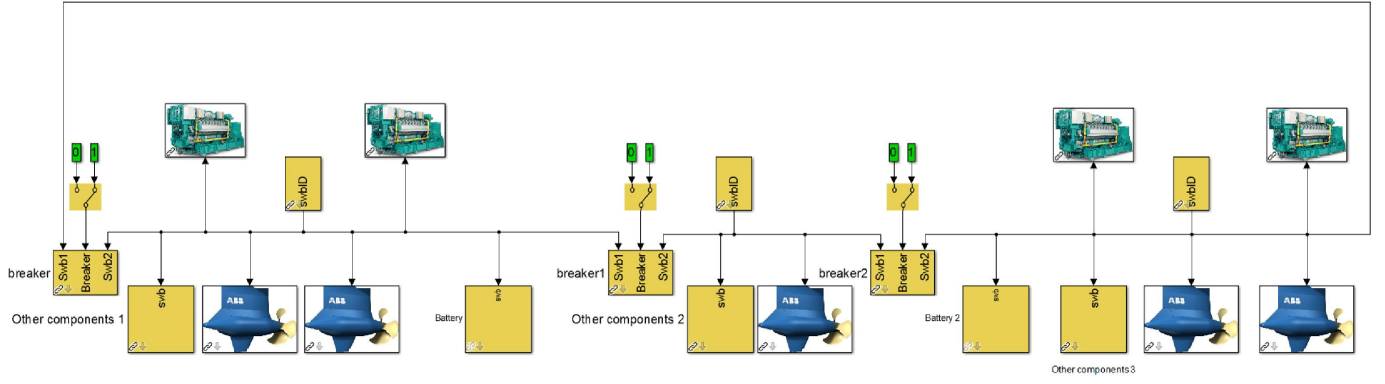 0 1
swbID
0 1
swbID
0 1
swbID
breaker
Swb1
Breaker
Swb2
breaker1
Swb1
Breaker
Swb2
breaker2
Swb1
Breaker
Swb2
Other components 1
swb
ABB
ABB
Battery
swb
Other components 2
swb
ABB
Battery 2
swb
swb
ABB
ABB
Other components 3